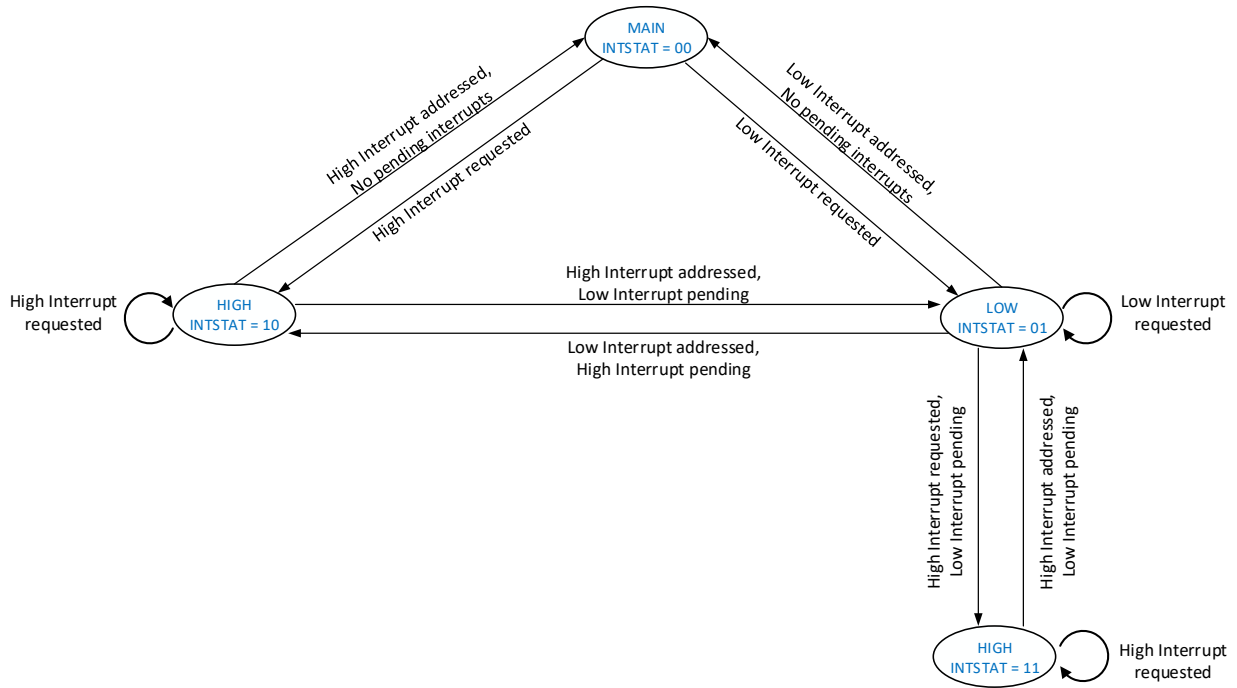 MAIN
INTSTAT = 00
High Interrupt addressed,
No pending interrupts
High Interrupt requested
Low Interrupt addressed,
No pending interrupts
Low Interrupt requested
High Interrupt
requested
HIGH
INTSTAT = 10
High Interrupt addressed,
Low Interrupt pending
Low Interrupt addressed,
High Interrupt pending
LOW
INTSTAT = 01
Low Interrupt
requested
High Interrupt requested,
Low Interrupt pending
High Interrupt addressed,
Low Interrupt pending
HIGH
INTSTAT = 11
High Interrupt
requested